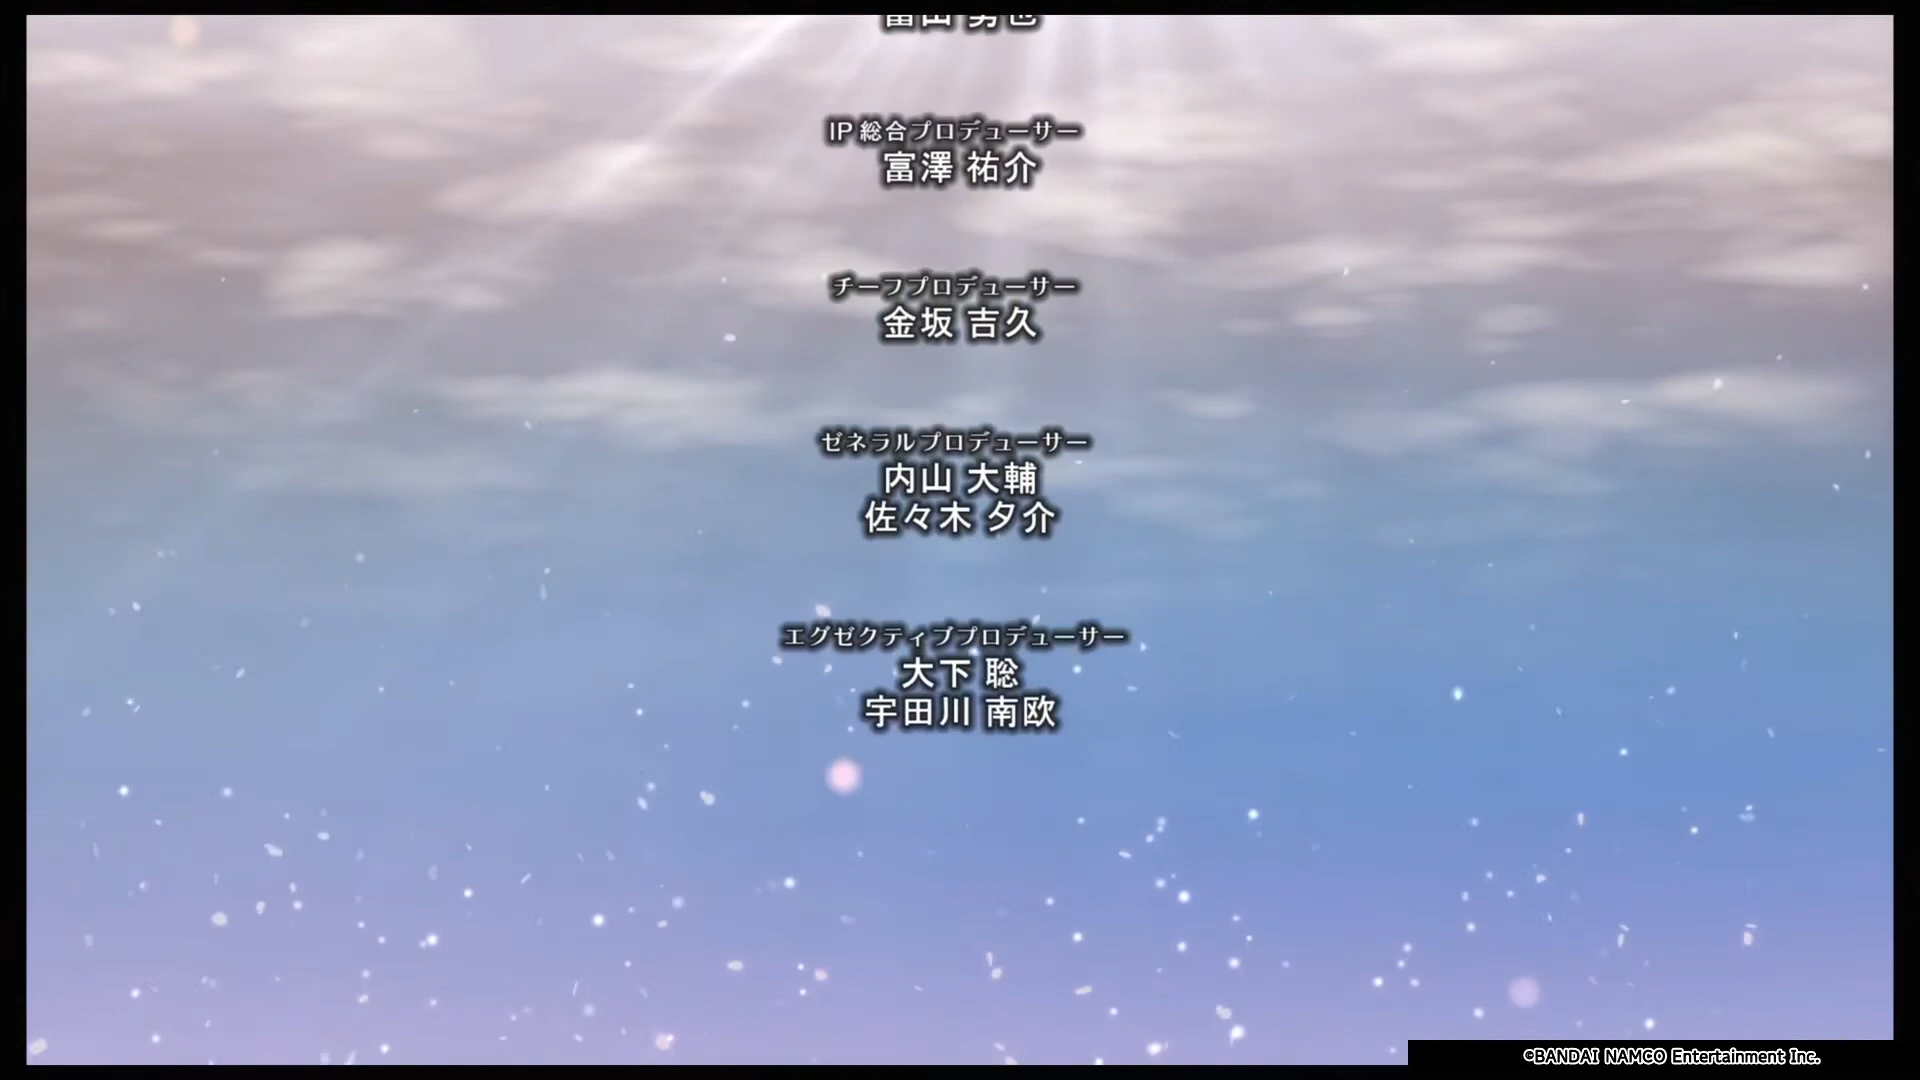 IP総合プロデューサー
富澤 祐介
チーフプロデューサー
金坂 吉久
ゼネラルプロデューサー
内山 大輔
佐々木 夕介
エグゼクティブプロデューサー
大下 聡
宇田川 南欧
©BANDAI NAMCO Entertainment Inc.